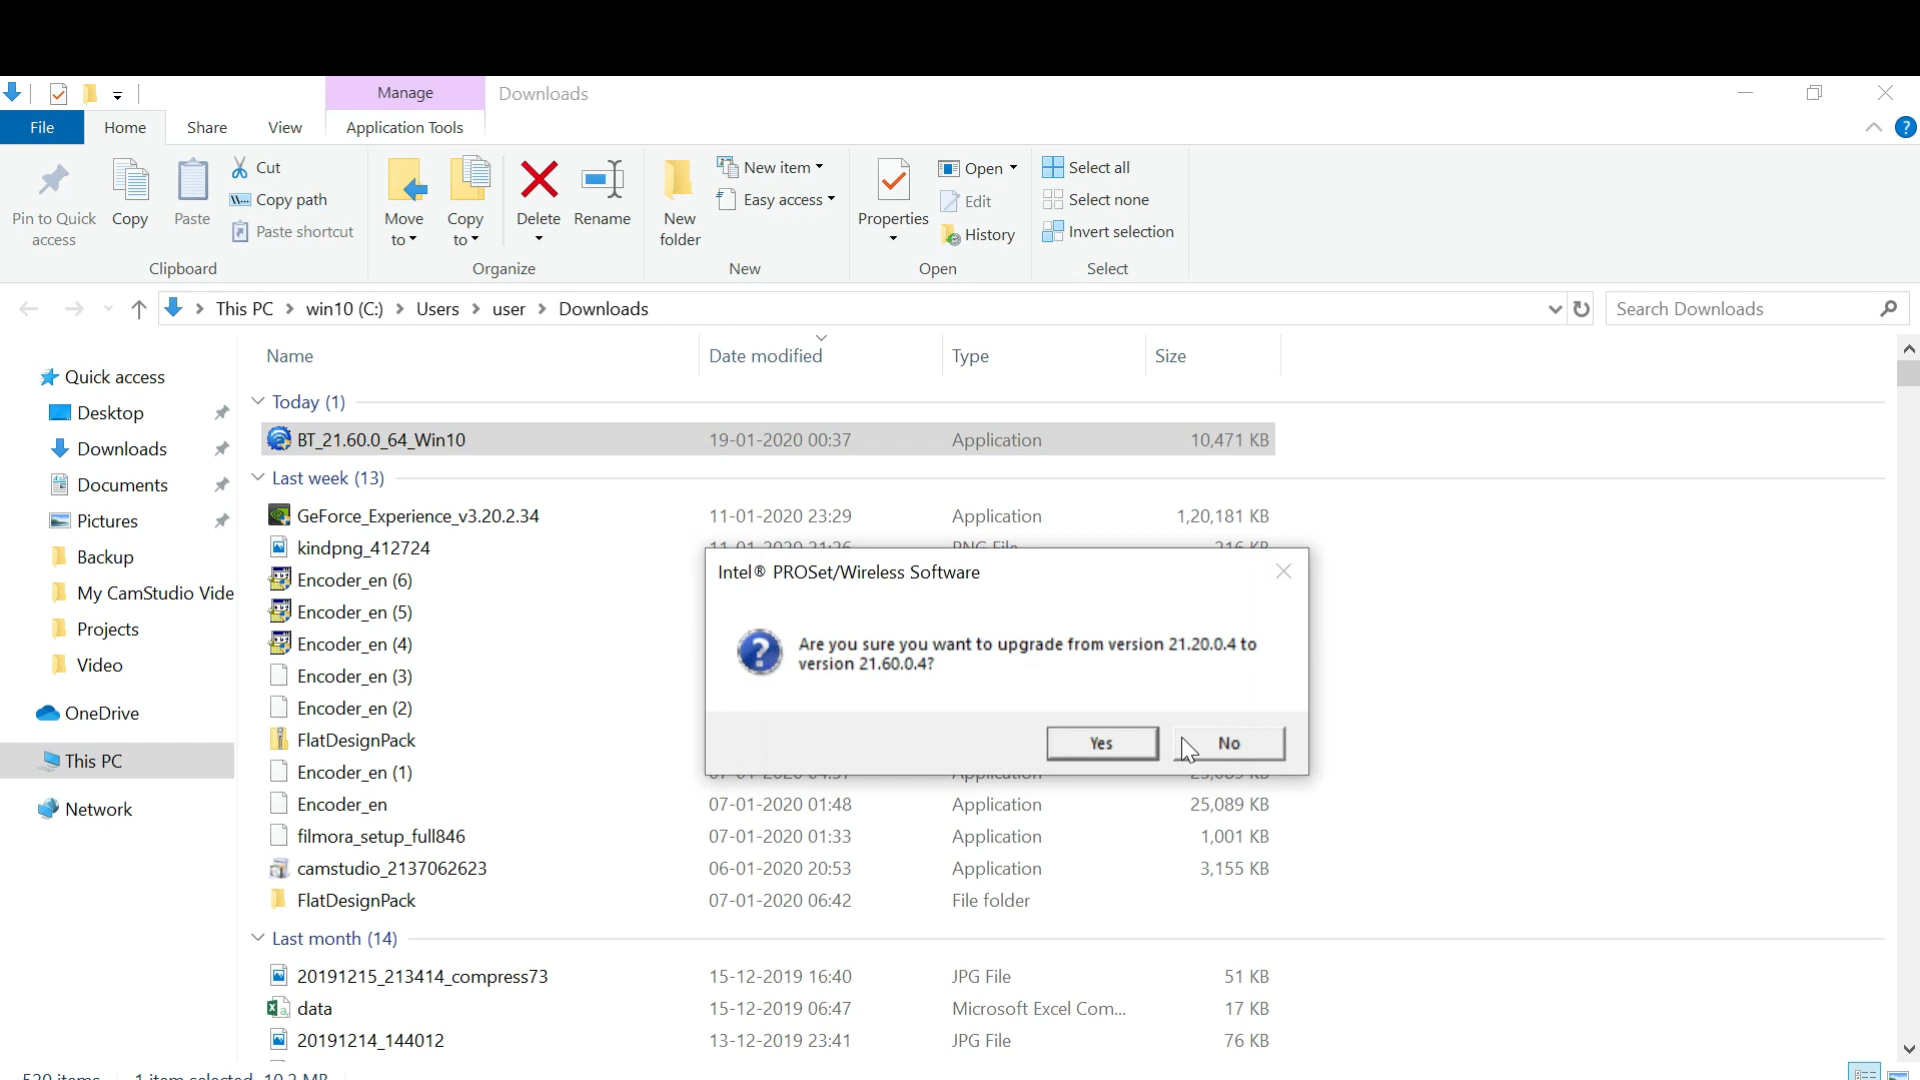 Manage
Downloads
File
Home
Share
View
Application Tools
Pin to Quick
access
Copy
Paste
Cut
Copy path
Paste shortcut
Clipboard
Move
to
Copy
to
Delete
Rename
Organize
New
folder
New item
Easy access
New
Properties
Open
Edit
History
Open
Select all
Select none
Invert selection
Select
This PC > win10 (C:) > Users > user > Downloads
Search Downloads
Quick access
Desktop
Downloads
Documents
Pictures
Backup
My CamStudio Vide
Projects
Video
OneDrive
This PC
Network
Name Date modified Type Size
Today (1)
BT_21.60.0_64_Win10 19-01-2020 00:37 Application 10,471 KB
Last week (13)
GeForce_Experience_v3.20.2.34 11-01-2020 23:29 Application 1,20,181 KB
kindpng_412724 11-01-2020 21:26 PNG File 216 KB
Encoder_en (6)
Encoder_en (5)
Encoder_en (4)
Encoder_en (3)
Encoder_en (2)
FlatDesignPack
Encoder_en (1)
Encoder_en 07-01-2020 01:48 Application 25,089 KB
filmora_setup_full846 07-01-2020 01:33 Application 1,001 KB
camstudio_2137062623 06-01-2020 20:53 Application 3,155 KB
FlatDesignPack 07-01-2020 06:42 File folder
Last month (14)
20191215_213414_compress73 15-12-2019 16:40 JPG File 51 KB
data 15-12-2019 06:47 Microsoft Excel Com... 17 KB
20191214_144012 13-12-2019 23:41 JPG File 76 KB
520 items 1 item selected 10.2 MB
Intel® PROSet/Wireless Software
Are you sure you want to upgrade from version 21.20.0.4 to
version 21.60.0.4?
Yes
No